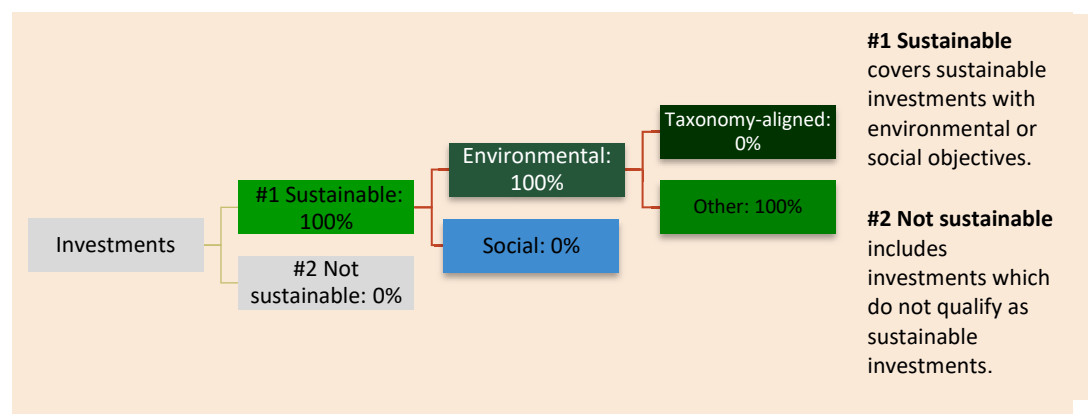 Investments
#1 Sustainable:
100%
#2 Not
sustainable: 0%
Environmental:
100%
Social: 0%
Taxonomy-aligned:
0%
Other: 100%
#1 Sustainable
covers sustainable
investments with
environmental or
social objectives.
#2 Not sustainable
includes
investments which
do not qualify as
sustainable
investments.